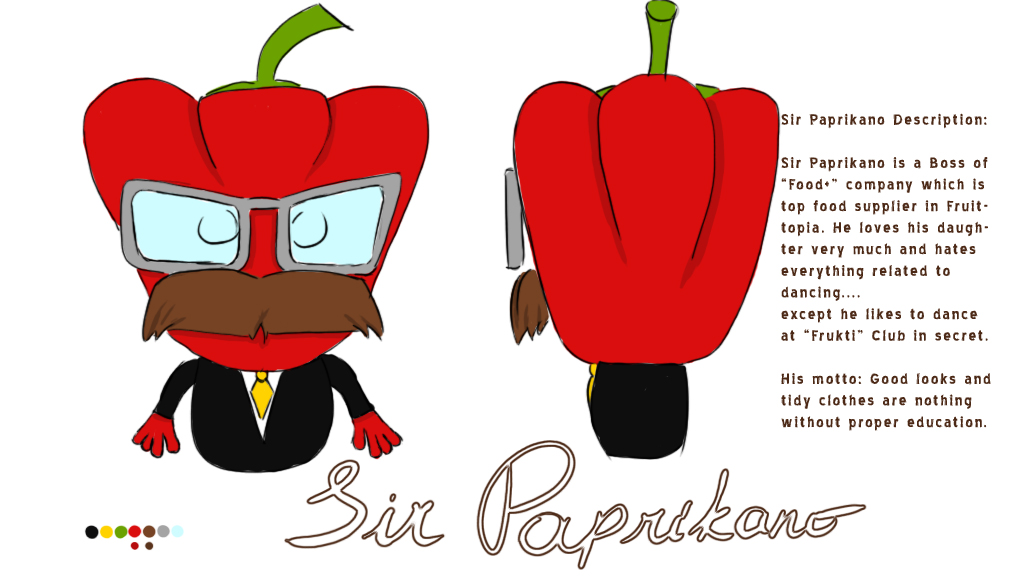 Sir Paprikano Description:
Sir Paprikano is a Boss of
"Food+" company which is
top food supplier in Fruit-
topia. He loves his daugh-
ter very much and hates
everything related to
dancing....
except he likes to dance
at "Frukti" Club in secret.
His motto: Good looks and
tidy clothes are nothing
without proper education.
Sir Paprikano